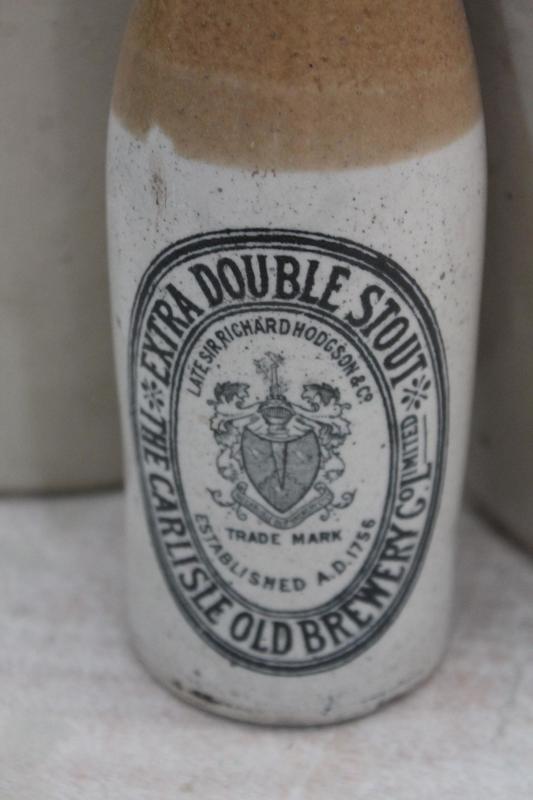 EXTRA DOUBLE STOUT
LATE SIR RICHARD HODGSON & Co.
TRADE MARK
ESTABLISHED A.D. 1756
THE CARLISLE OLD BREWERY Co. LIMITED